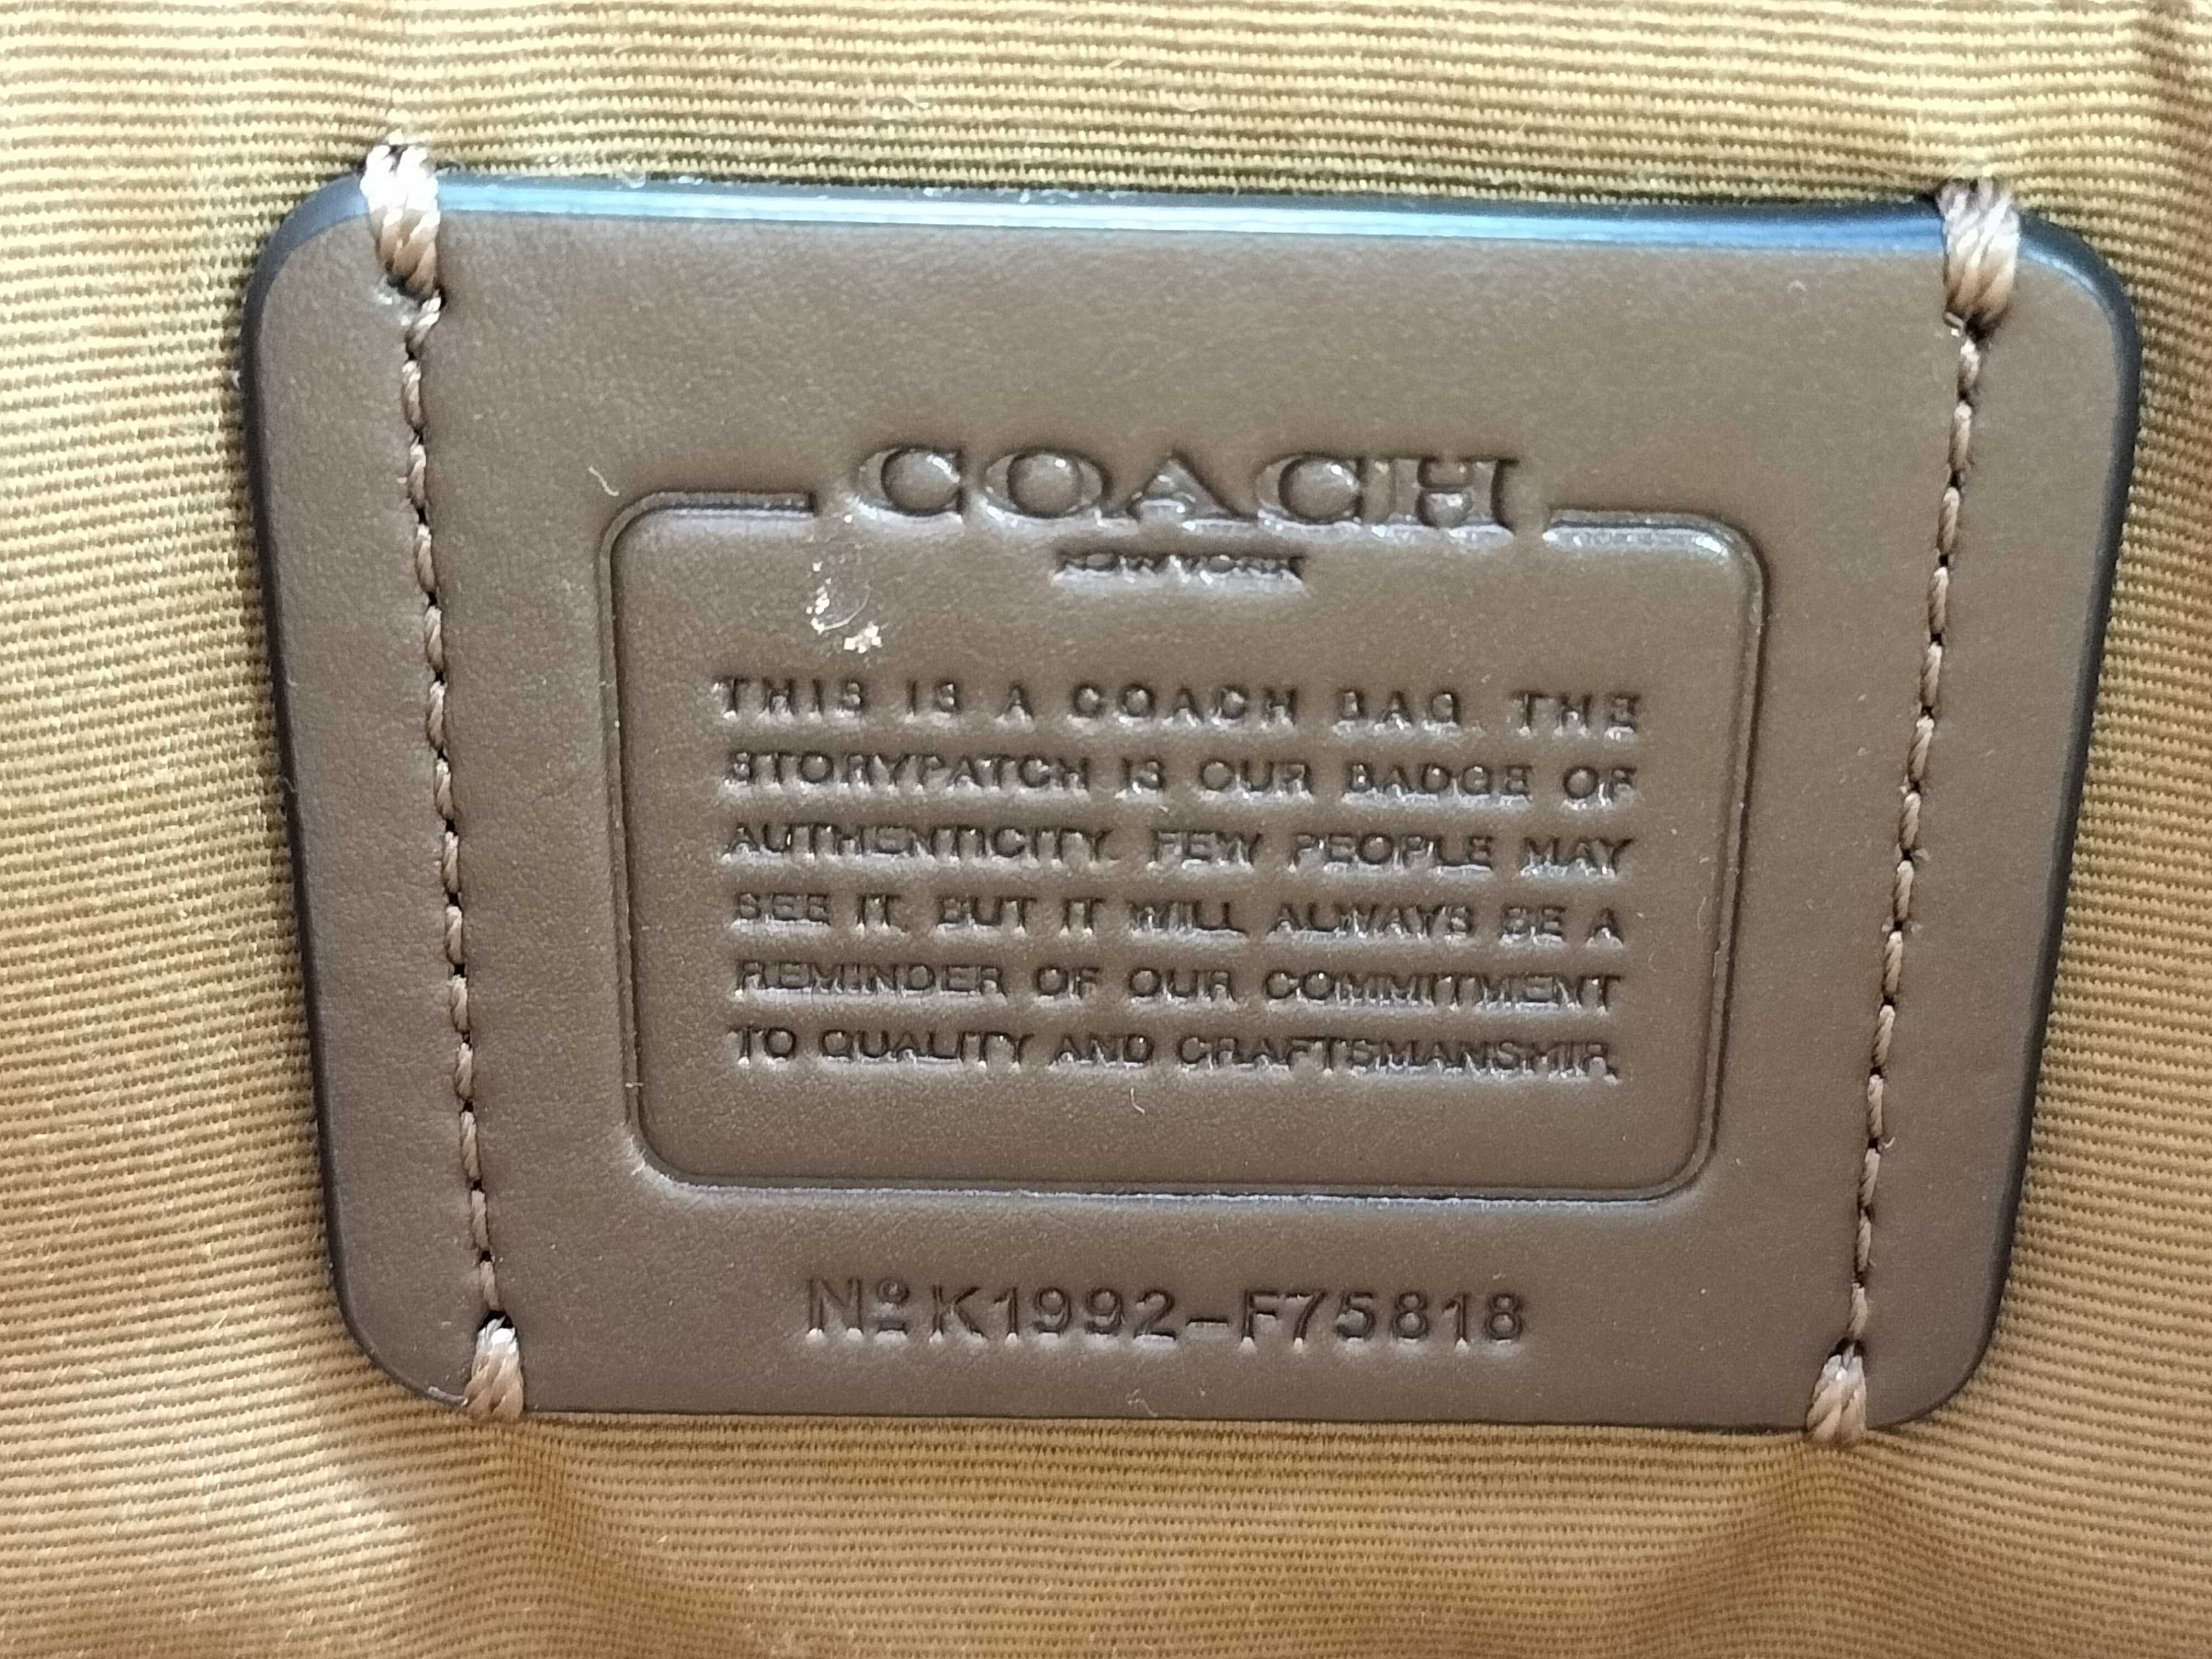 COACH
NEW YORK
THIS IS A COACH BAG. THE
STORYPATCH IS OUR BADGE OF
AUTHENTICITY. FEW PEOPLE MAY
SEE IT, BUT IT WILL ALWAYS BE A
REMINDER OF OUR COMMITMENT
TO QUALITY AND CRAFTSMANSHIP.
Nº K1992-F75818